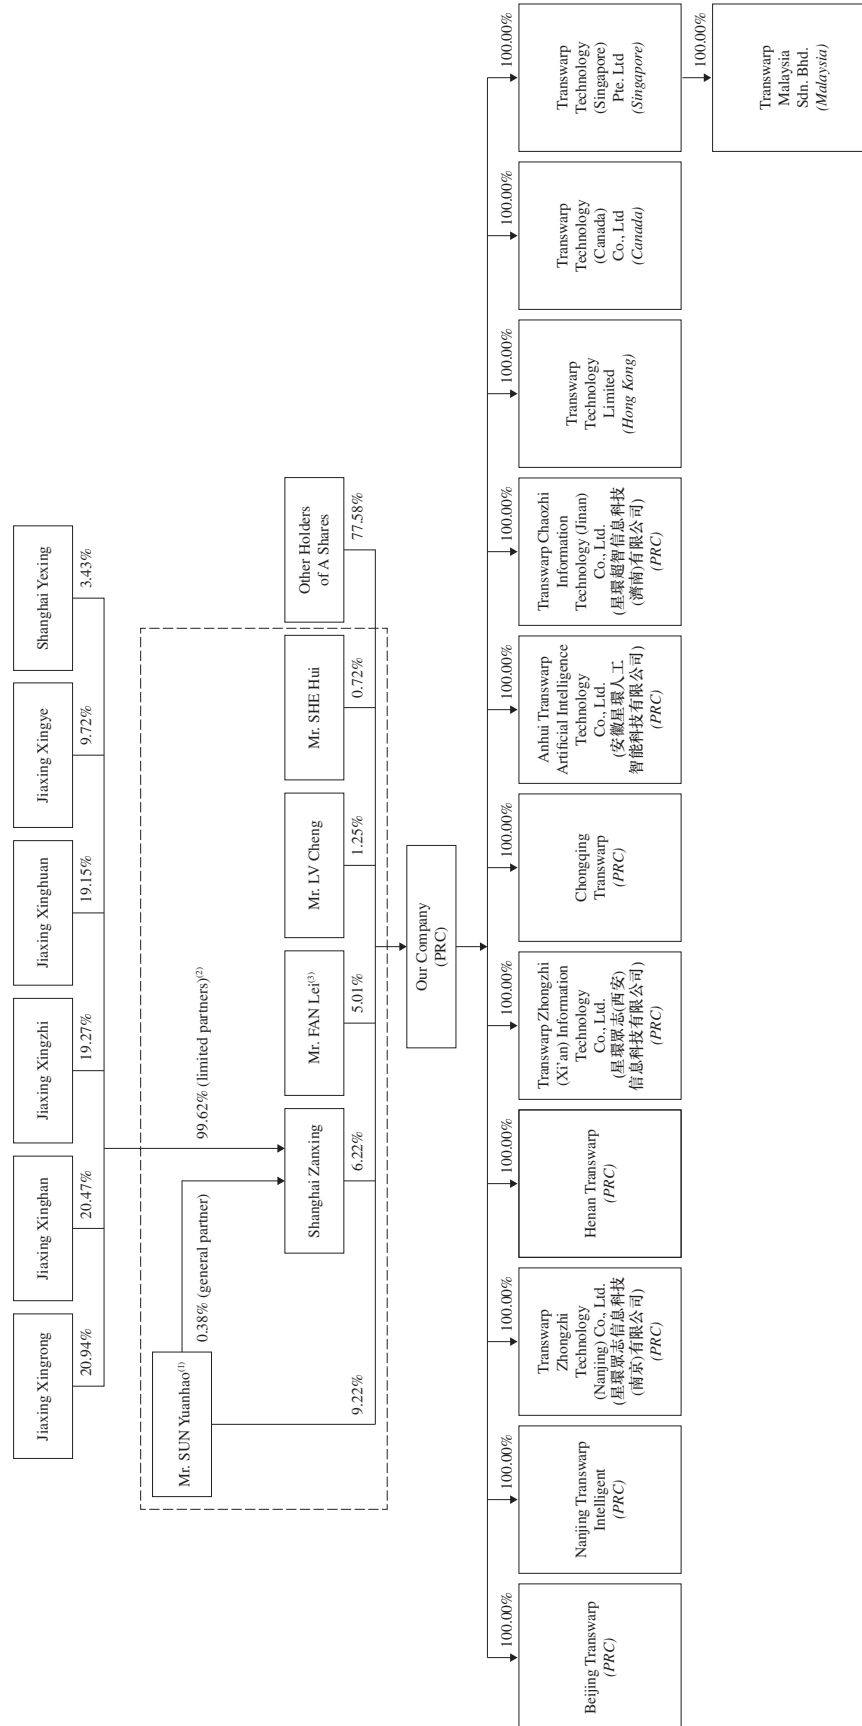 Jiaxing Xingrong
Jiaxing Xinghan
Jiaxing Xingzhi
Jiaxing Xinghuan
Jiaxing Xingye
Shanghai Yexing
20.94%
20.47%
19.27%
19.15%
9.72%
3.43%
99.62% (limited partners)(2)
Mr. SUN Yuanhao(1)
0.38% (general partner)
Shanghai Zanxing
Mr. FAN Lei(3)
Mr. LV Cheng
Mr. SHE Hui
Other Holders
of A Shares
9.22%
6.22%
5.01%
1.25%
0.72%
77.58%
Our Company
(PRC)
100.00%
100.00%
100.00%
100.00%
100.00%
100.00%
100.00%
100.00%
100.00%
100.00%
100.00%
Beijing Transwarp
(PRC)
Nanjing Transwarp
Intelligent
(PRC)
Transwarp
Zhongzhi
Technology
(Nanjing) Co., Ltd.
(星環眾志信息科技
(南京)有限公司)
(PRC)
Henan Transwarp
(PRC)
Transwarp Zhongzhi
(Xi’an) Information
Technology
Co., Ltd.
(星環眾志(西安)
信息科技有限公司)
(PRC)
Chongqing
Transwarp
(PRC)
Anhui Transwarp
Artificial Intelligence
Technology
Co., Ltd.
(安徽星環人工
智能科技有限公司)
(PRC)
Transwarp Chaozhi
Information
Technology (Jinan)
Co., Ltd.
(星環超智信息科技
(濟南)有限公司)
(PRC)
Transwarp
Technology
Limited
(Hong Kong)
Transwarp
Technology
(Canada)
Co., Ltd
(Canada)
Transwarp
Technology
(Singapore)
Pte. Ltd
(Singapore)
100.00%
Transwarp
Malaysia
Sdn. Bhd.
(Malaysia)